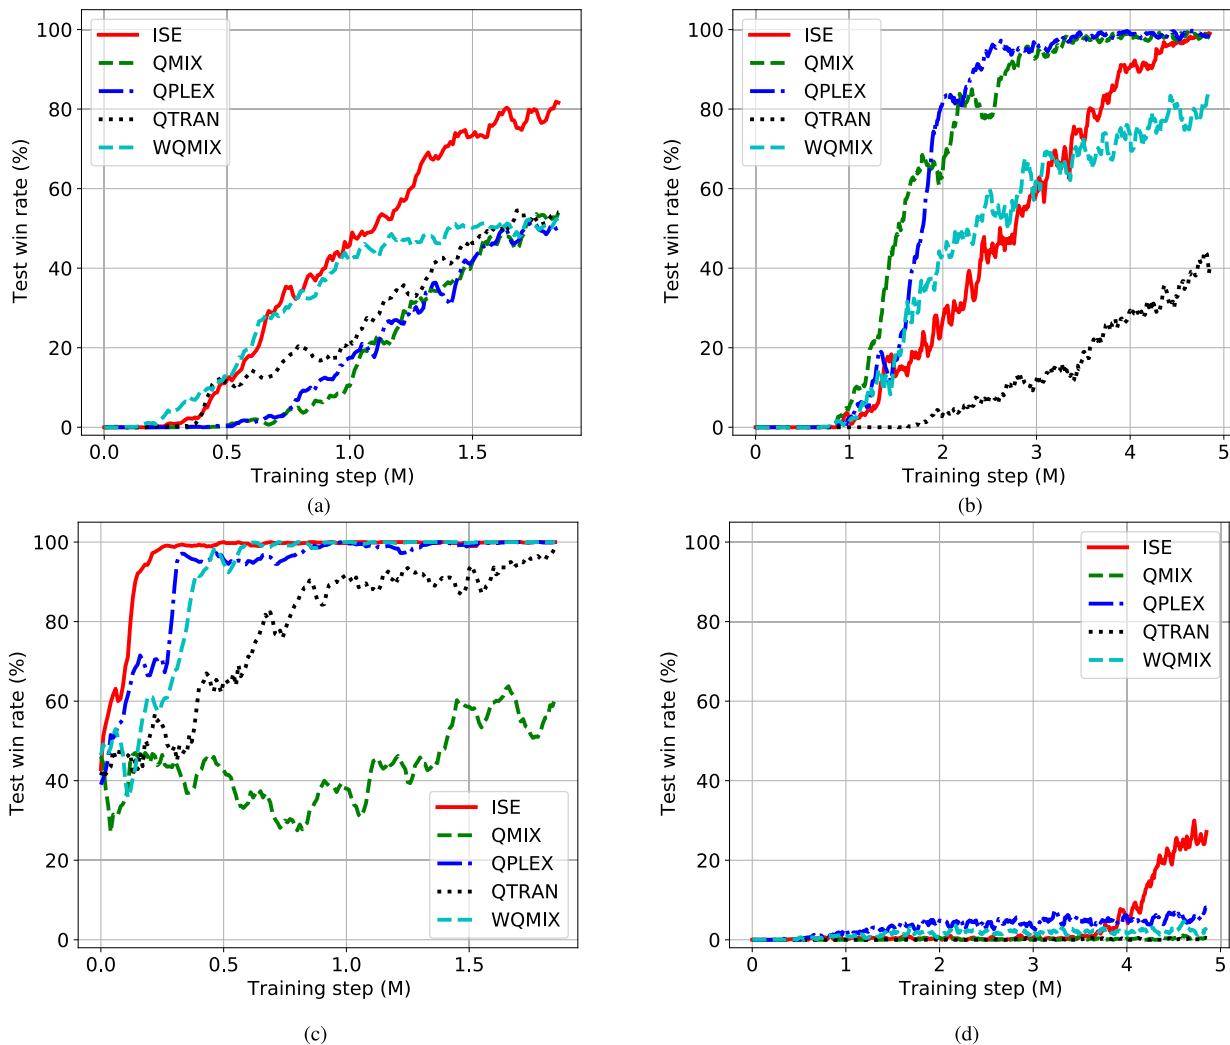 100
80
60
40
20
0
Test win rate (%)
ISE
QMIX
QPLEX
QTRAN
WQMIX
0.0 0.5 1.0 1.5
Training step (M)
(a)
100
80
60
40
20
0
Test win rate (%)
ISE
QMIX
QPLEX
QTRAN
WQMIX
0 1 2 3 4 5
Training step (M)
(b)
100
80
60
40
20
0
Test win rate (%)
ISE
QMIX
QPLEX
QTRAN
WQMIX
0.0 0.5 1.0 1.5
Training step (M)
(c)
100
80
60
40
20
0
Test win rate (%)
ISE
QMIX
QPLEX
QTRAN
WQMIX
0 1 2 3 4 5
Training step (M)
(d)